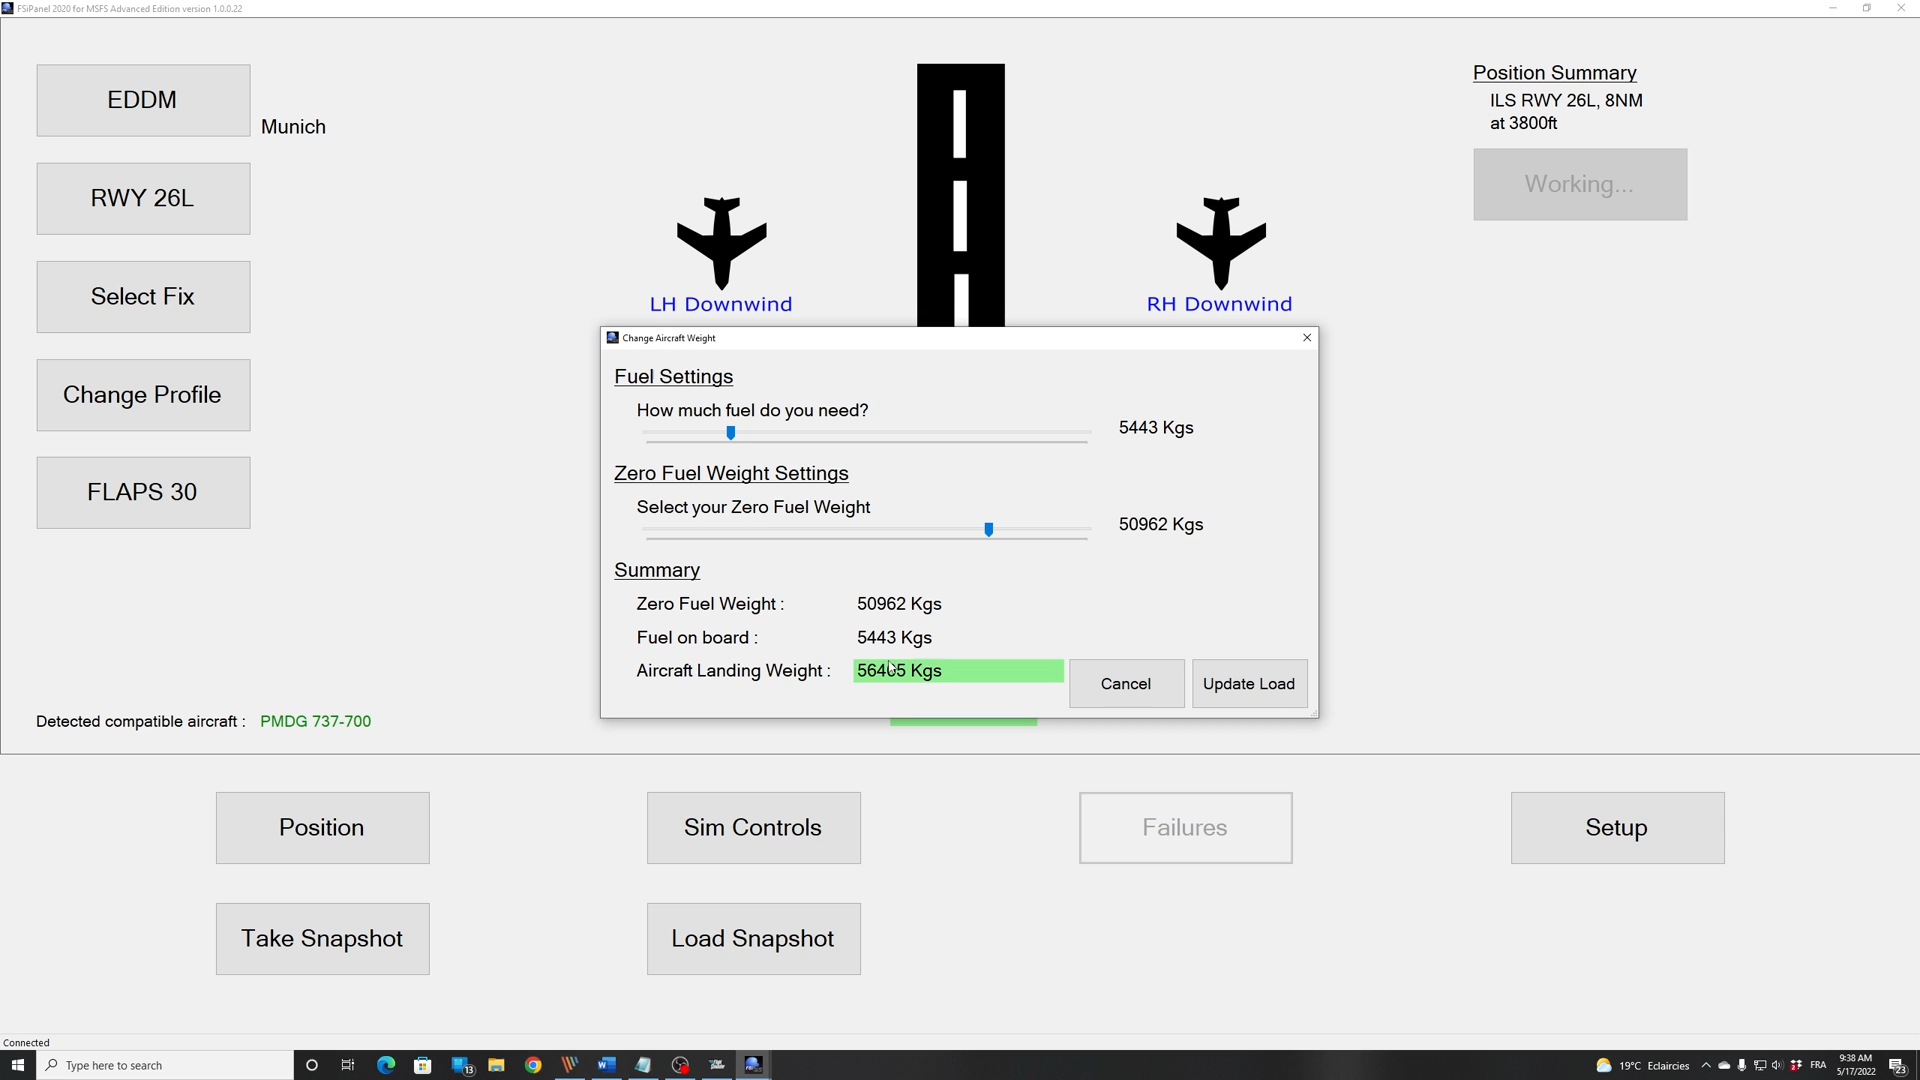 FSiPanel 2020 for MSFS Advanced Edition version 1.0.0.22
EDDM
Munich
RWY 26L
Select Fix
Change Profile
FLAPS 30
LH Downwind
RH Downwind
Position Summary
ILS RWY 26L, 8NM
at 3800ft
Working...
Change Aircraft Weight
Fuel Settings
How much fuel do you need?
5443 Kgs
Zero Fuel Weight Settings
Select your Zero Fuel Weight
50962 Kgs
Summary
Zero Fuel Weight : 50962 Kgs
Fuel on board : 5443 Kgs
Aircraft Landing Weight : 56405 Kgs
Cancel
Update Load
Detected compatible aircraft : PMDG 737-700
Position
Sim Controls
Failures
Setup
Take Snapshot
Load Snapshot
Connected
Type here to search
13
19°C Eclaircies
FRA
9:38 AM
5/17/2022
23